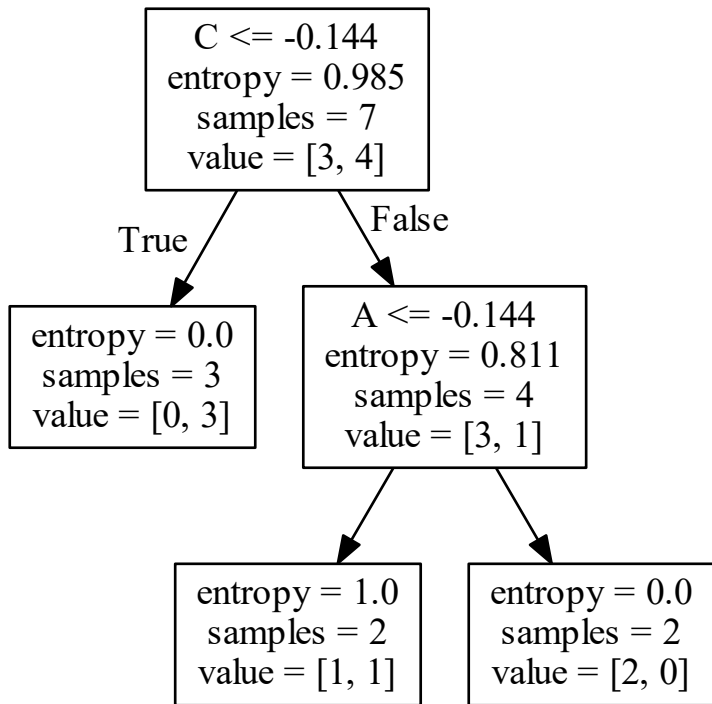 C <= -0.144
entropy = 0.985
samples = 7
value = [3, 4]
True
False
entropy = 0.0
samples = 3
value = [0, 3]
A <= -0.144
entropy = 0.811
samples = 4
value = [3, 1]
entropy = 1.0
samples = 2
value = [1, 1]
entropy = 0.0
samples = 2
value = [2, 0]